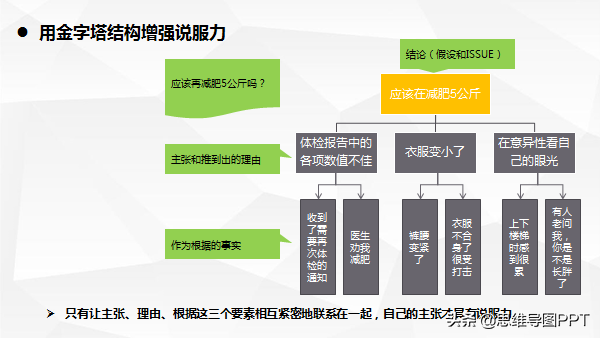 用金字塔结构增强说服力
结论（假设和ISSUE）
应该再减肥5公斤吗？
应该在减肥5公斤
主张和推到出的理由
体检报告中的
各项数值不佳
衣服变小了
在意异性看自
己的眼光
作为根据的事实
收到
了需
要再
次体
检的
通知
医生
劝我
减肥
裤腰
变紧
了
衣服
不合
身了
很受
打击
上下
楼梯
时感
到很
累
有人
老问
我，
你是
不是
长胖
了
只有让主张、理由、根据这三个要素相互紧密地联系在一起，自己的主张才具有说服力
头条@思维导图PPT